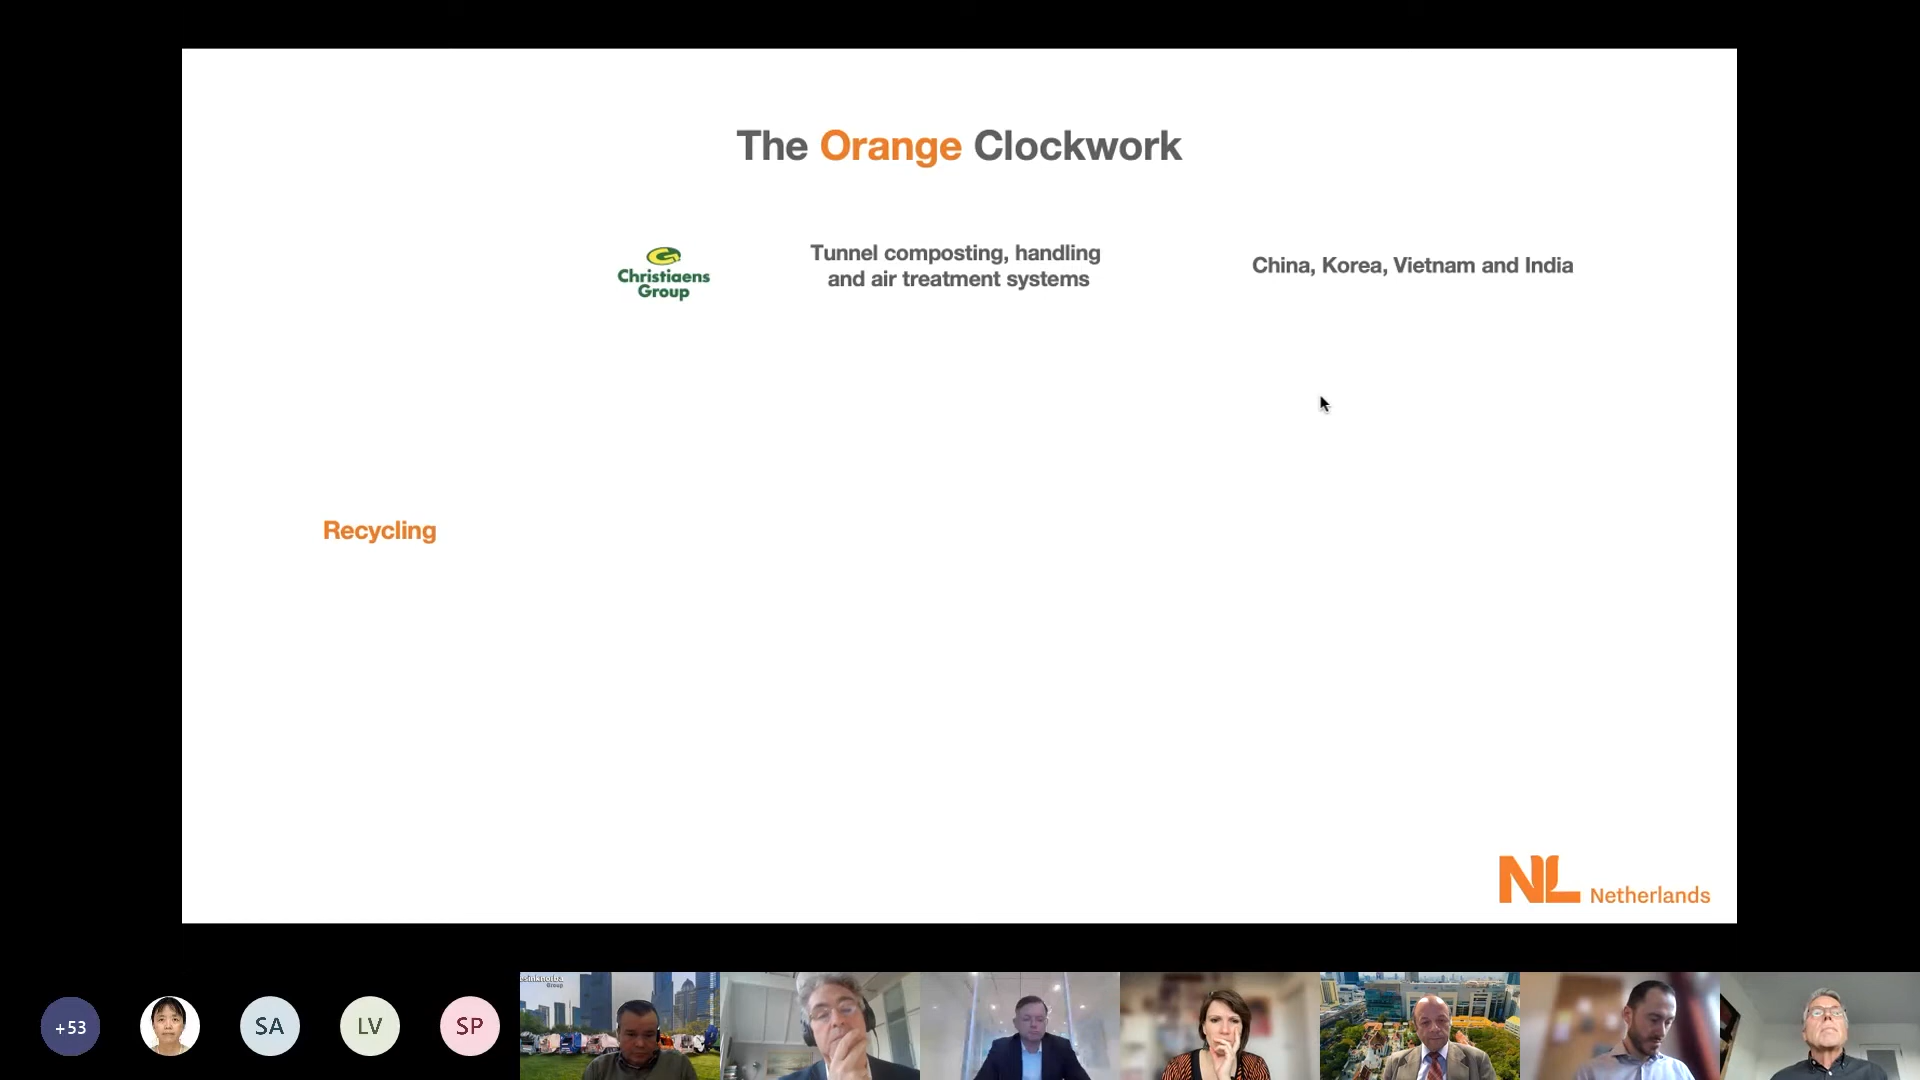 The Orange Clockwork
Christiaens
Group
Tunnel composting, handling
and air treatment systems
China, Korea, Vietnam and India
Recycling
NL Netherlands
+53
SA
LV
SP
Group